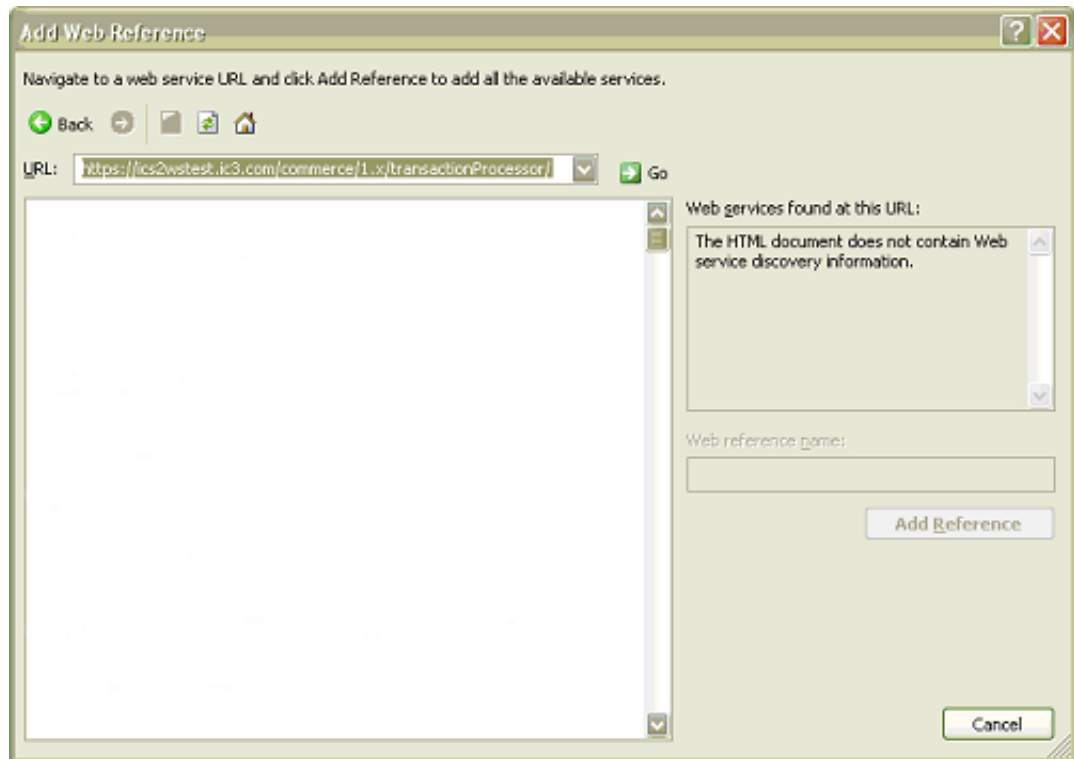 Add Web Reference
Navigate to a web service URL and click Add Reference to add all the available services.
Back
URL: https://ics2wstest.ic3.com/commerce/1.x/transactionProcessor/ Go
Web services found at this URL:
The HTML document does not contain Web
service discovery information.
Web reference name:
Add Reference
Cancel